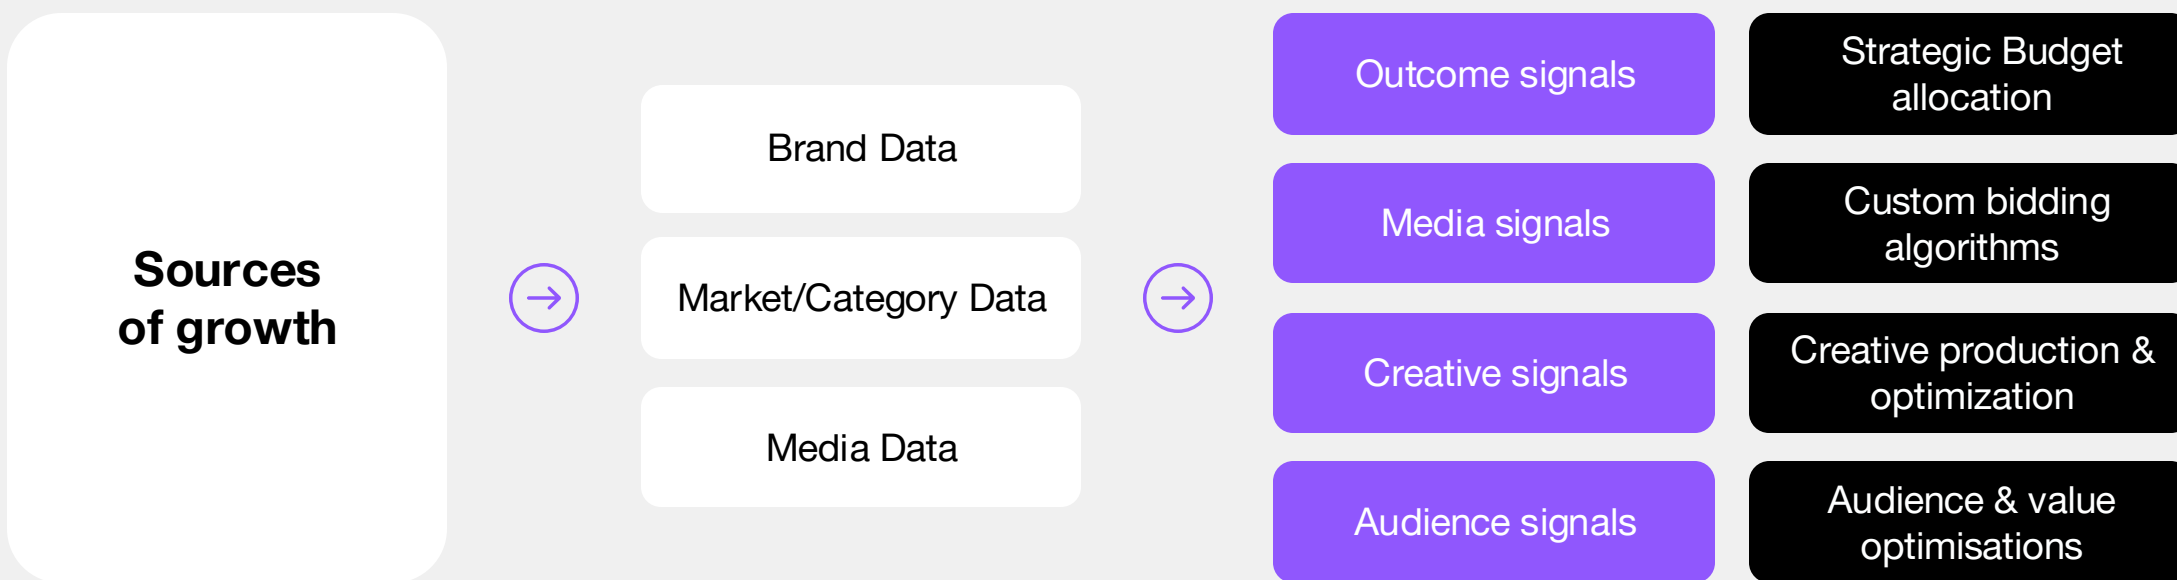 Sources
of growth
Brand Data
Market/Category Data
Media Data
Outcome signals
Media signals
Creative signals
Audience signals
Strategic Budget
allocation
Custom bidding
algorithms
Creative production &
optimization
Audience & value
optimisations